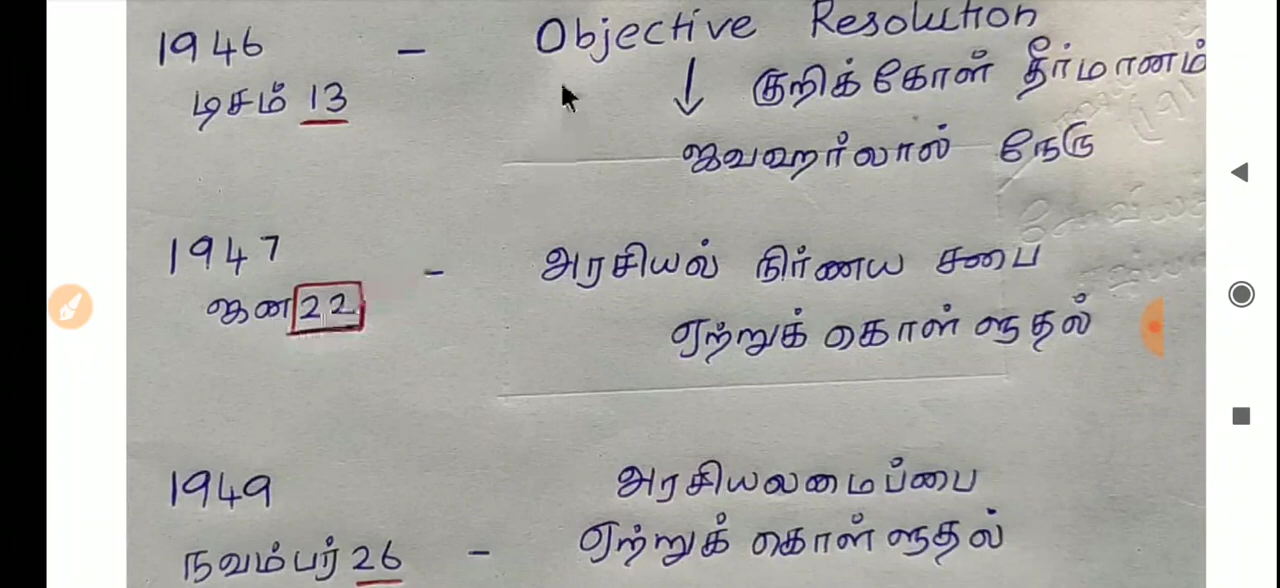 1946 - Objective Resolution
டிசம் 13 ↓ குறிக்கோள் தீர்மானம்
ஜவஹர்லால் நேரு
1947 - அரசியல் நிர்ணய சபை
ஜன 22 ஏற்றுக் கொள்ளுதல்
1949 அரசியலமைப்பை
நவம்பர் 26 - ஏற்றுக் கொள்ளுதல்